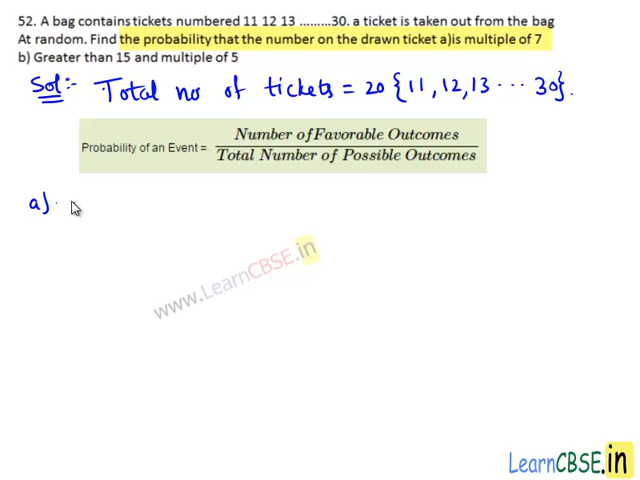 52. A bag contains tickets numbered 11 12 13 .........30. a ticket is taken out from the bag
At random. Find the probability that the number on the drawn ticket a)is multiple of 7
b) Greater than 15 and multiple of 5
Sol:- Total no of tickets = 20 {11, 12, 13 ... 30}.
Probability of an Event = Number of Favorable Outcomes / Total Number of Possible Outcomes
a)
www.LearnCBSE.in
LearnCBSE.in